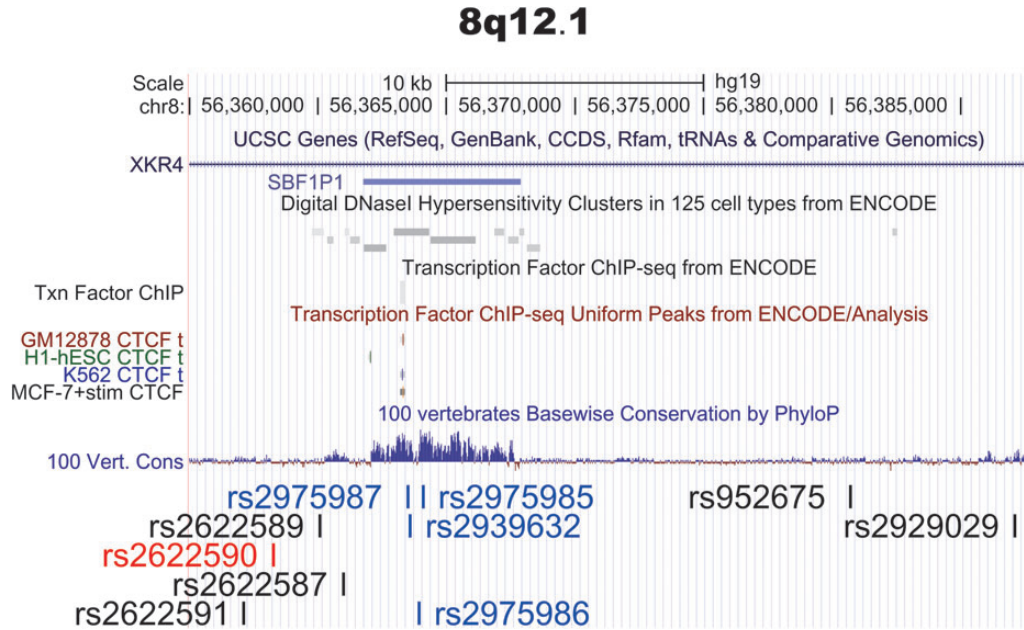 8q12.1
Scale 10 kb hg19
chr8: 56,360,000 56,365,000 56,370,000 56,375,000 56,380,000 56,385,000
UCSC Genes (RefSeq, GenBank, CCDS, Rfam, tRNAs & Comparative Genomics)
XKR4
SBF1P1
Digital DNaseI Hypersensitivity Clusters in 125 cell types from ENCODE
Transcription Factor ChIP-seq from ENCODE
Txn Factor ChIP
Transcription Factor ChIP-seq Uniform Peaks from ENCODE/Analysis
GM12878 CTCF t
H1-hESC CTCF t
K562 CTCF t
MCF-7+stim CTCF
100 vertebrates Basewise Conservation by PhyloP
100 Vert. Cons
rs2975987 rs2975985 rs952675
rs2622589 rs2939632 rs2929029
rs2622590
rs2622587
rs2622591 rs2975986